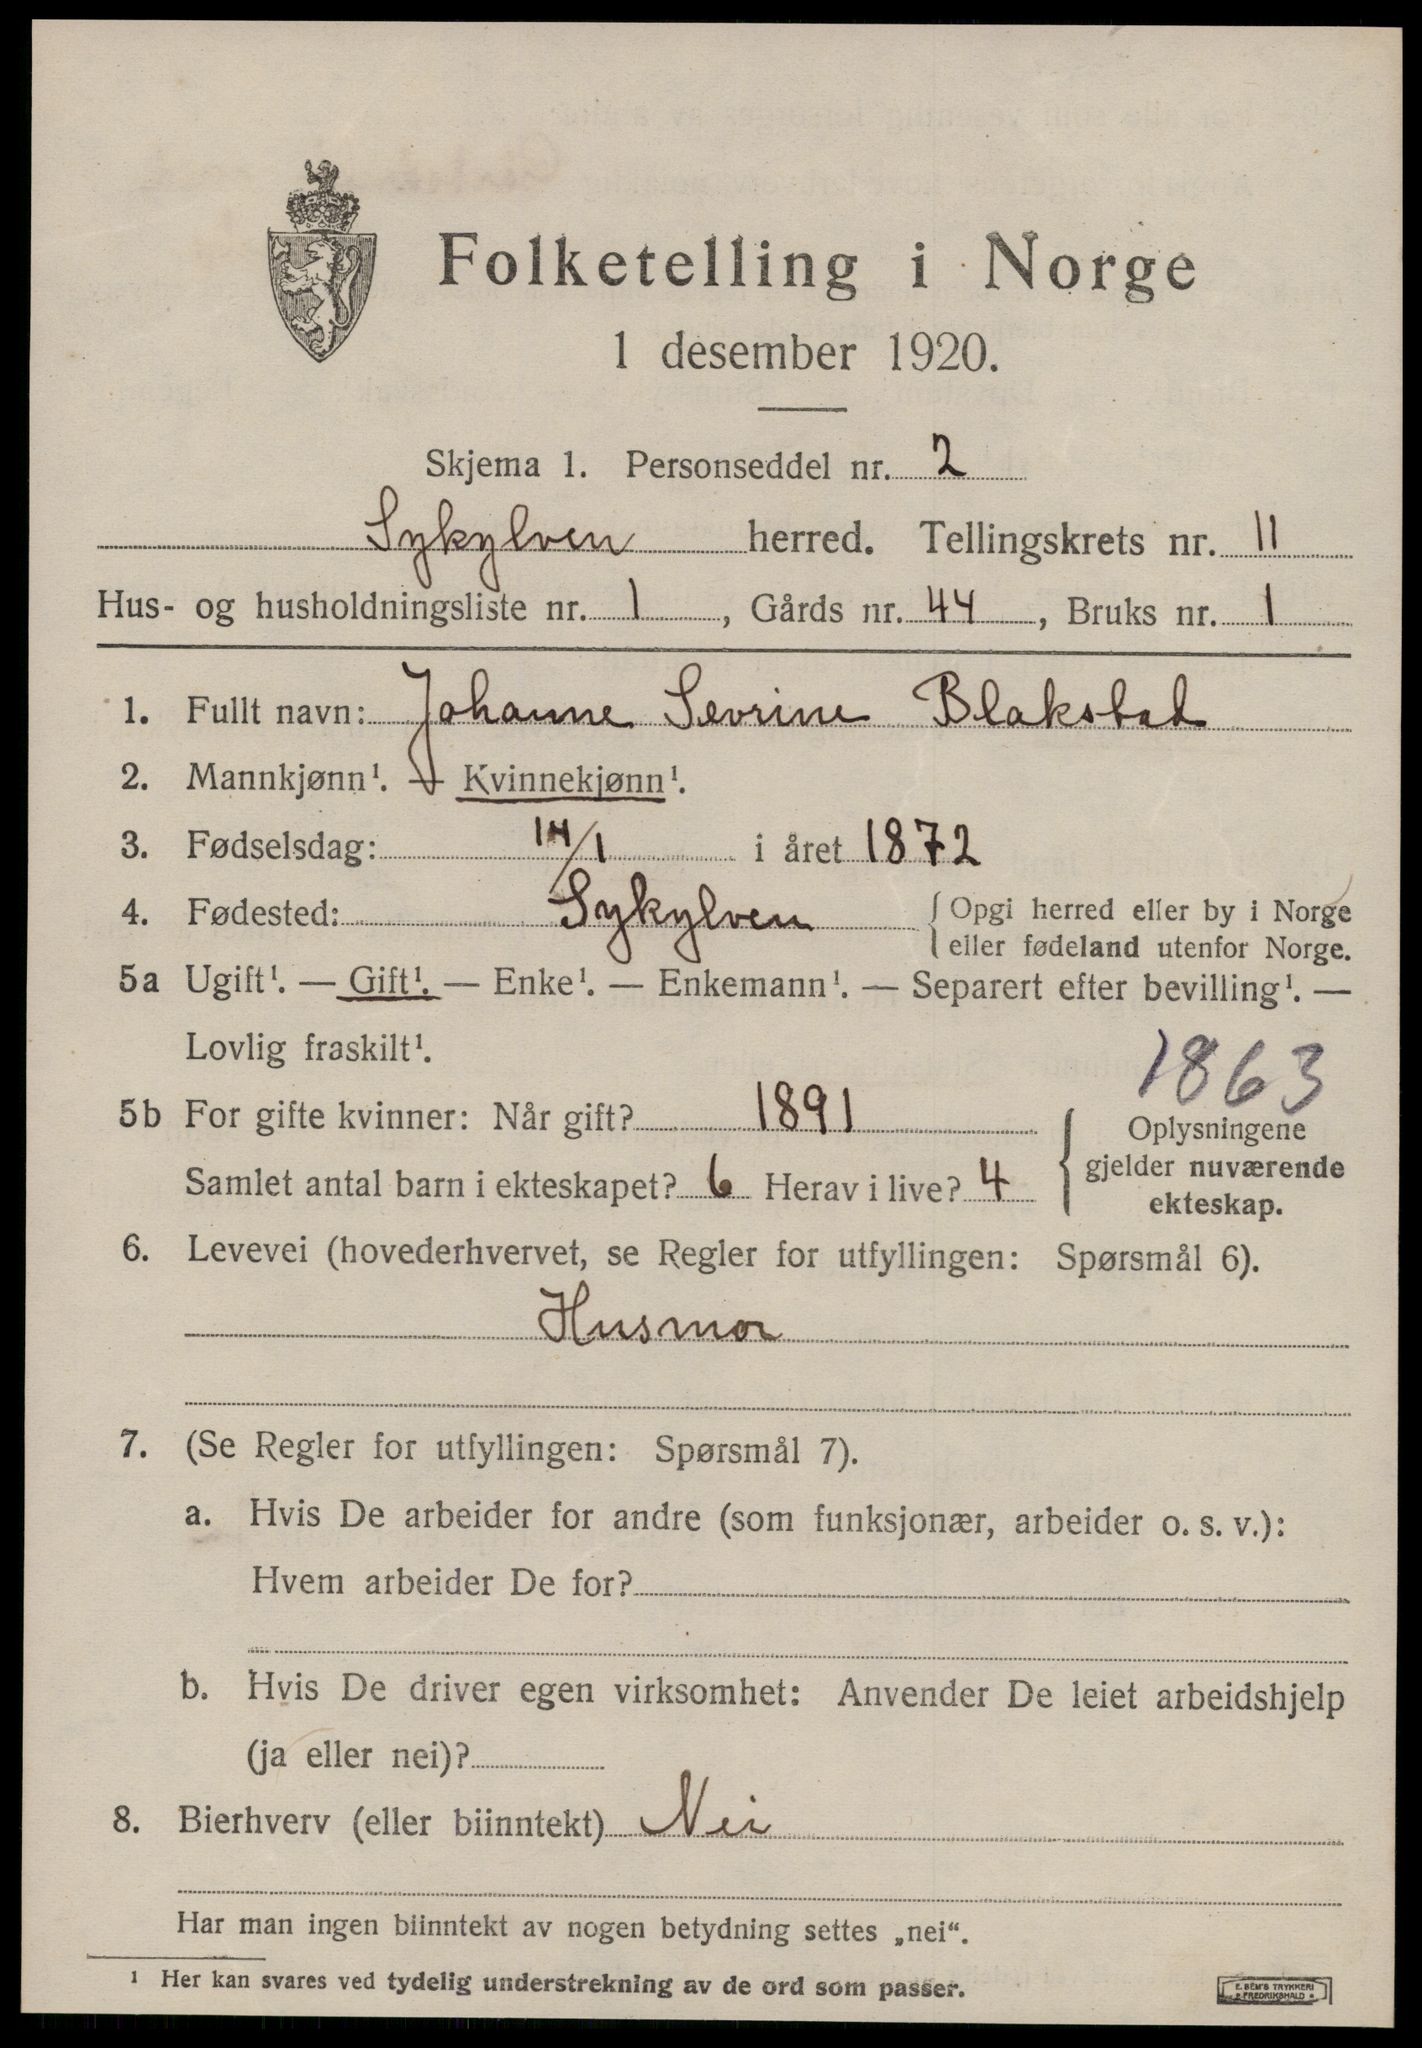 Folketelling i Norge
1 desember 1920.
Skjema 1. Personseddel nr. 2
Sykylven herred. Tellingskrets nr. 11
Hus- og husholdningsliste nr. 1, Gårds nr. 44, Bruks nr. 1
1. Fullt navn: Johanne Sevrine Blakstad
2. Mannkjønn¹. — Kvinnekjønn¹.
3. Fødselsdag: 14/1 i året 1872
4. Fødested: Sykylven { Opgi herred eller by i Norge
eller fødeland utenfor Norge.
5a Ugift¹. — Gift¹. — Enke¹. — Enkemann¹. — Separert efter bevilling¹. —
Lovlig fraskilt¹.
1863
5b For gifte kvinner: Når gift? 1891
Samlet antal barn i ekteskapet? 6 Herav i live? 4
{ Oplysningene
gjelder nuværende
ekteskap.
6. Levevei (hovederhvervet, se Regler for utfyllingen: Spørsmål 6).
Husmor
7. (Se Regler for utfyllingen: Spørsmål 7).
a. Hvis De arbeider for andre (som funksjonær, arbeider o. s. v.):
Hvem arbeider De for?
b. Hvis De driver egen virksomhet: Anvender De leiet arbeidshjelp
(ja eller nei)?
8. Bierhverv (eller biinntekt) Nei
Har man ingen biinntekt av nogen betydning settes „nei“.
¹ Her kan svares ved tydelig understrekning av de ord som passer.
E. SEM'S TRYKKERI
FREDRIKSHALD